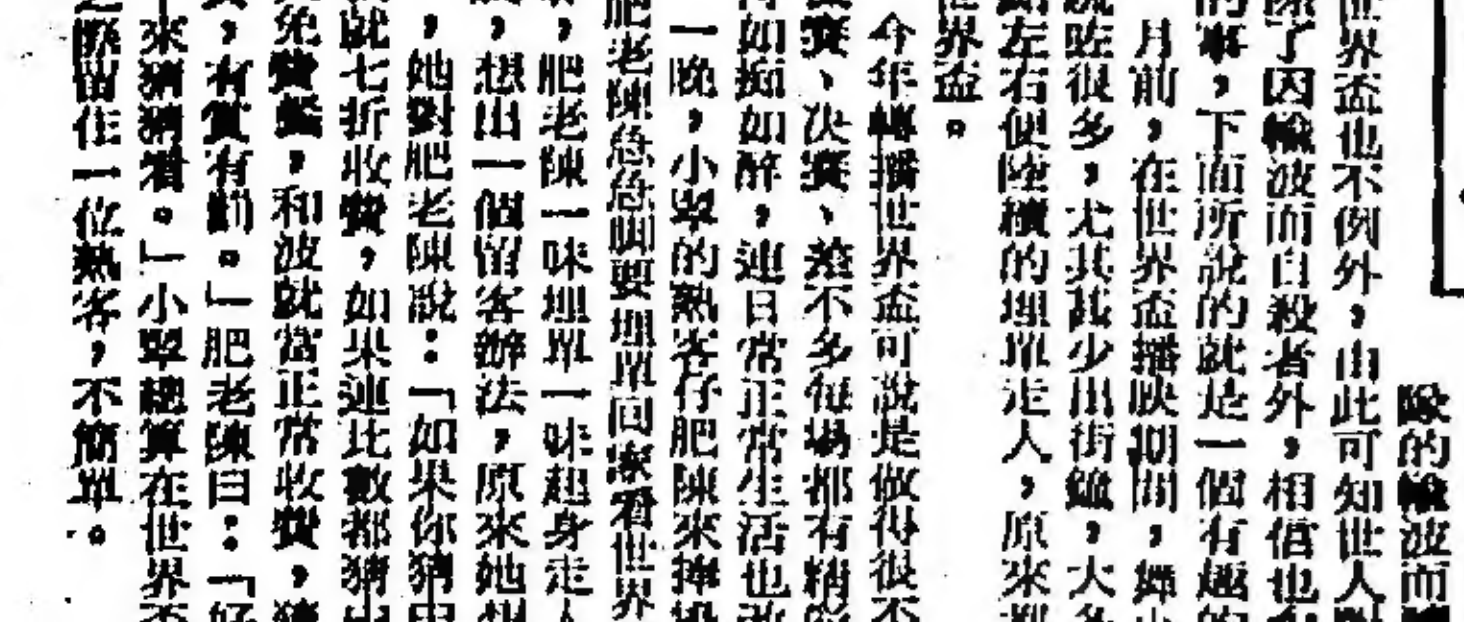 的輸波而
世界盃也不例外，由此可知世人
除了因輸波而自殺者外，相信也
的事，下面所說的就是一個有趣的
月前，在世界盃播映期間，舞
很多，尤其甚少出街鐘，大多
左右便陸續的埋單走人，原來都
世界盃。
今年轉播世界盃可說是做得很不
賽、決賽、差不多每場都有精彩
如痴如醉，連日常正常生活也改
一晚，小翠的熟客仔肥陳來捧場
肥老陳急急脚要埋單回家看世界
，肥老陳一味埋單一味起身走人
，想出一個留客辦法，原來她想
，她對肥老陳說：「如果你猜中
就七折收費，如果連比數都猜中
免費餐，和波就當正常收費，猜
，有賞有罰。」肥老陳曰：「好
來猜猜看。」小翠總算在世界盃
之際留住一位熟客，不簡單。